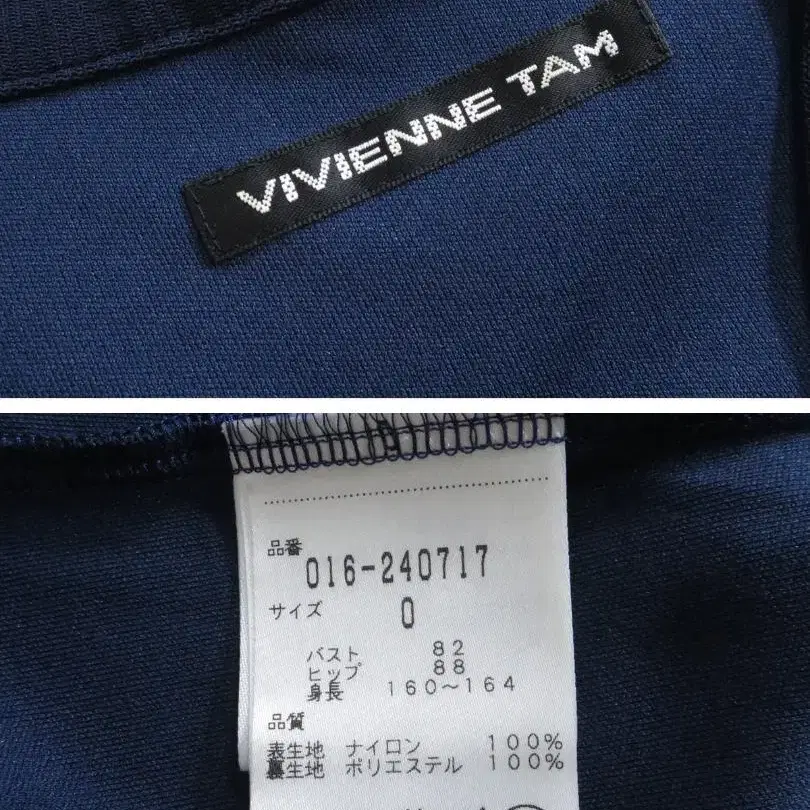 VIVIENNE TAM
品番
016-240717
サイズ 0
バスト 82
ヒップ 88
身長 160〜164
品質
表生地 ナイロン 100%
裏生地 ポリエステル 100%